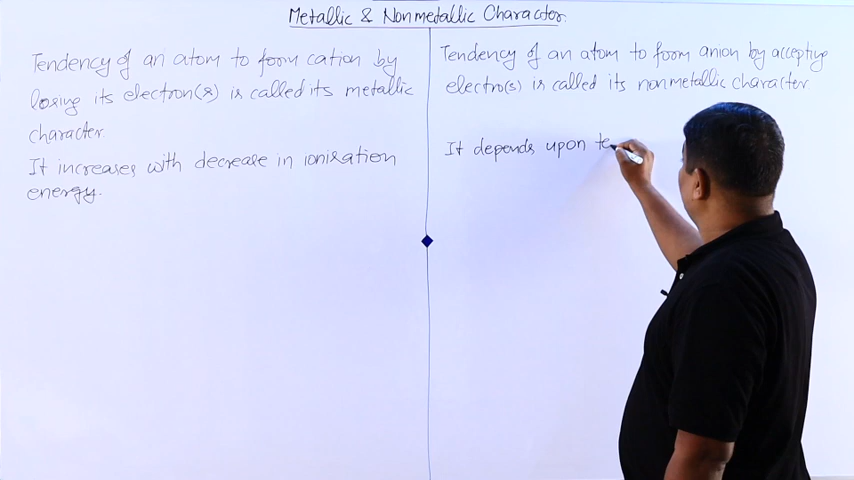 Metallic & Nonmetallic Character.
Tendency of an atom to form cation by
losing its electron(s) is called its metallic
character.
It increases with decrease in ionisation
energy.
Tendency of an atom to form anion by accepting
electro(s) is called its nonmetallic character.
It depends upon te